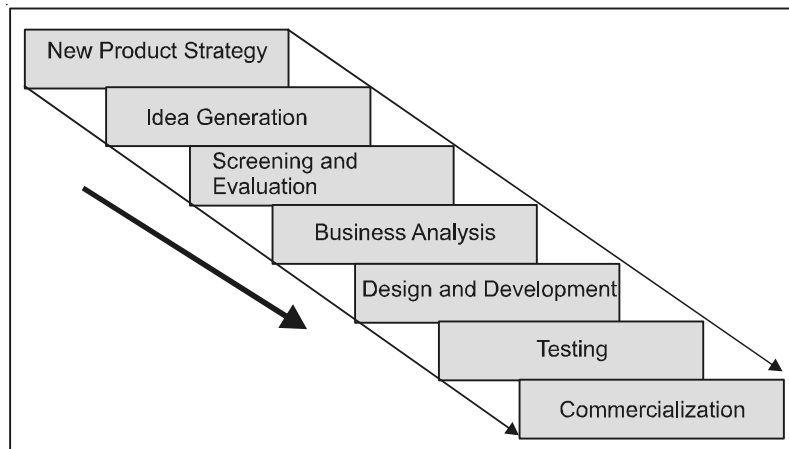 New Product Strategy
Idea Generation
Screening and
Evaluation
Business Analysis
Design and Development
Testing
Commercialization